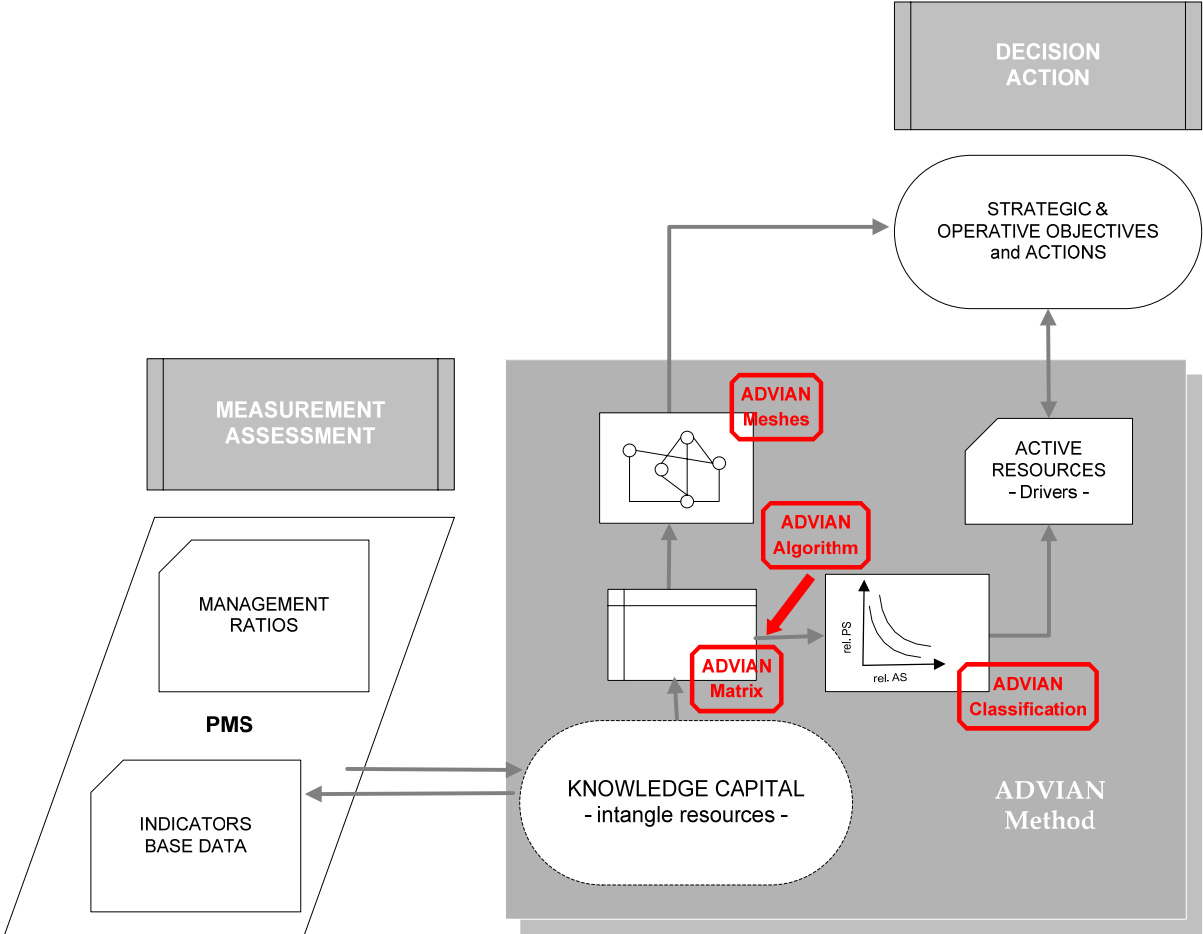 DECISION
ACTION
STRATEGIC &
OPERATIVE OBJECTIVES
and ACTIONS
MEASUREMENT
ASSESSMENT
ADVIAN
Meshes
ACTIVE
RESOURCES
- Drivers -
ADVIAN
Algorithm
MANAGEMENT
RATIOS
rel. PS
rel. AS
ADVIAN
Matrix
ADVIAN
Classification
PMS
KNOWLEDGE CAPITAL
- intangle resources -
ADVIAN
Method
INDICATORS
BASE DATA